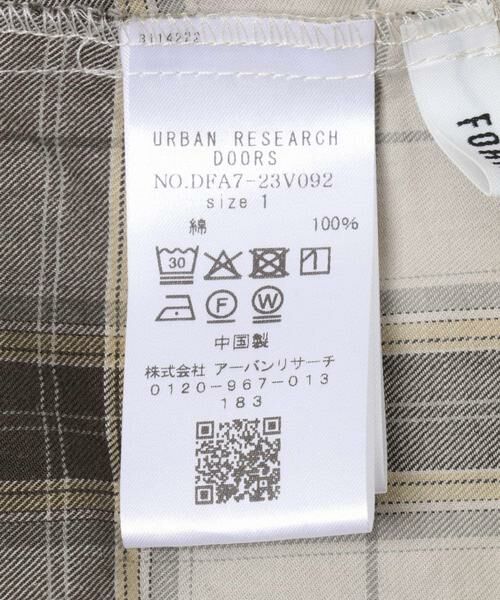 URBAN RESEARCH
DOORS
NO.DFA7-23V092
size 1
綿 100%
30
F W
中国製
株式会社 アーバンリサーチ
0120-967-013
183